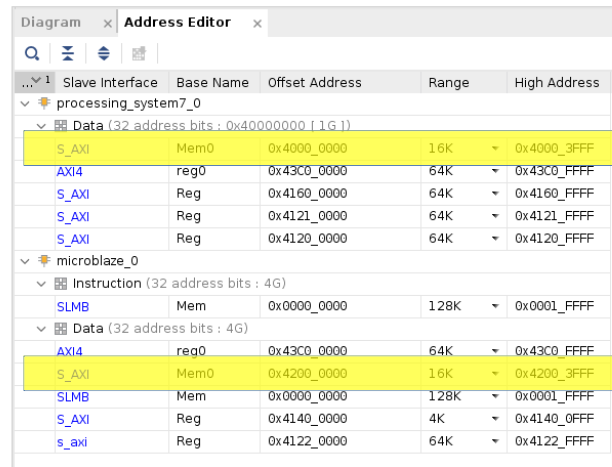 Diagram × Address Editor ×
...∨ 1 Slave Interface Base Name Offset Address Range High Address
processing_system7_0
Data (32 address bits : 0x40000000 [ 1G ])
S_AXI Mem0 0x4000_0000 16K 0x4000_3FFF
AXI4 reg0 0x43C0_0000 64K 0x43C0_FFFF
S_AXI Reg 0x4160_0000 64K 0x4160_FFFF
S_AXI Reg 0x4121_0000 64K 0x4121_FFFF
S_AXI Reg 0x4120_0000 64K 0x4120_FFFF
microblaze_0
Instruction (32 address bits : 4G)
SLMB Mem 0x0000_0000 128K 0x0001_FFFF
Data (32 address bits : 4G)
AXI4 reg0 0x43C0_0000 64K 0x43C0_FFFF
S_AXI Mem0 0x4200_0000 16K 0x4200_3FFF
SLMB Mem 0x0000_0000 128K 0x0001_FFFF
S_AXI Reg 0x4140_0000 4K 0x4140_0FFF
s_axi Reg 0x4122_0000 64K 0x4122_FFFF